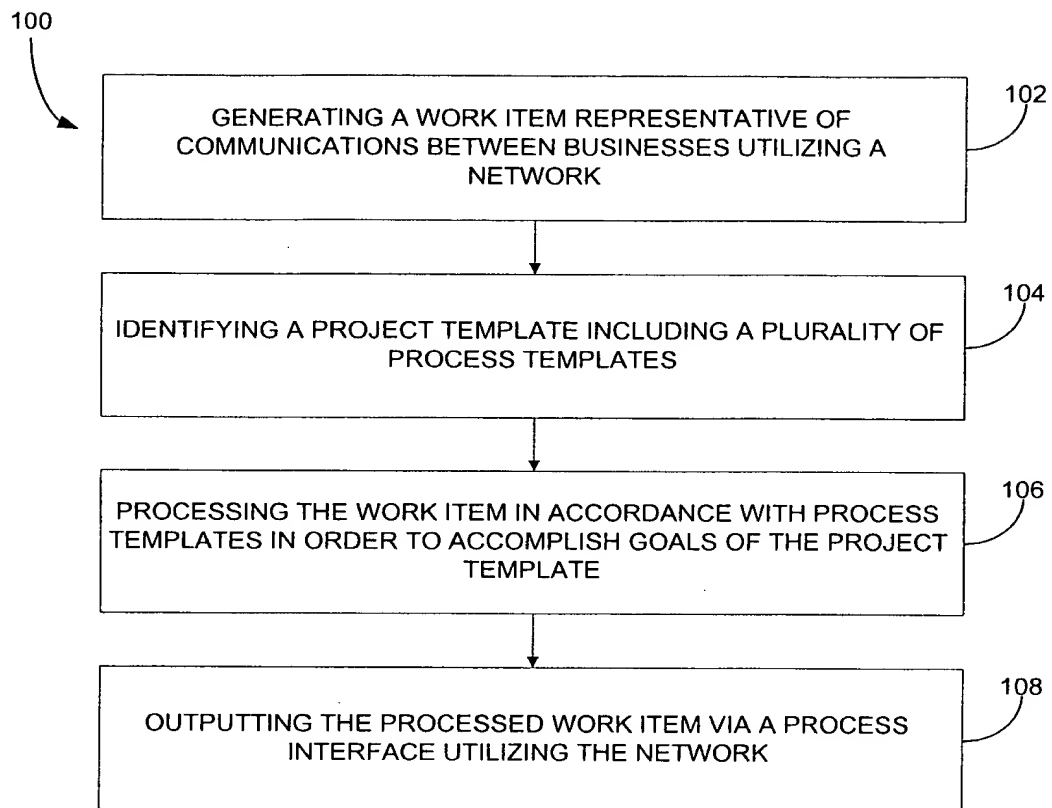 100
102
GENERATING A WORK ITEM REPRESENTATIVE OF
COMMUNICATIONS BETWEEN BUSINESSES UTILIZING A
NETWORK
104
IDENTIFYING A PROJECT TEMPLATE INCLUDING A PLURALITY OF
PROCESS TEMPLATES
106
PROCESSING THE WORK ITEM IN ACCORDANCE WITH PROCESS
TEMPLATES IN ORDER TO ACCOMPLISH GOALS OF THE PROJECT
TEMPLATE
108
OUTPUTTING THE PROCESSED WORK ITEM VIA A PROCESS
INTERFACE UTILIZING THE NETWORK